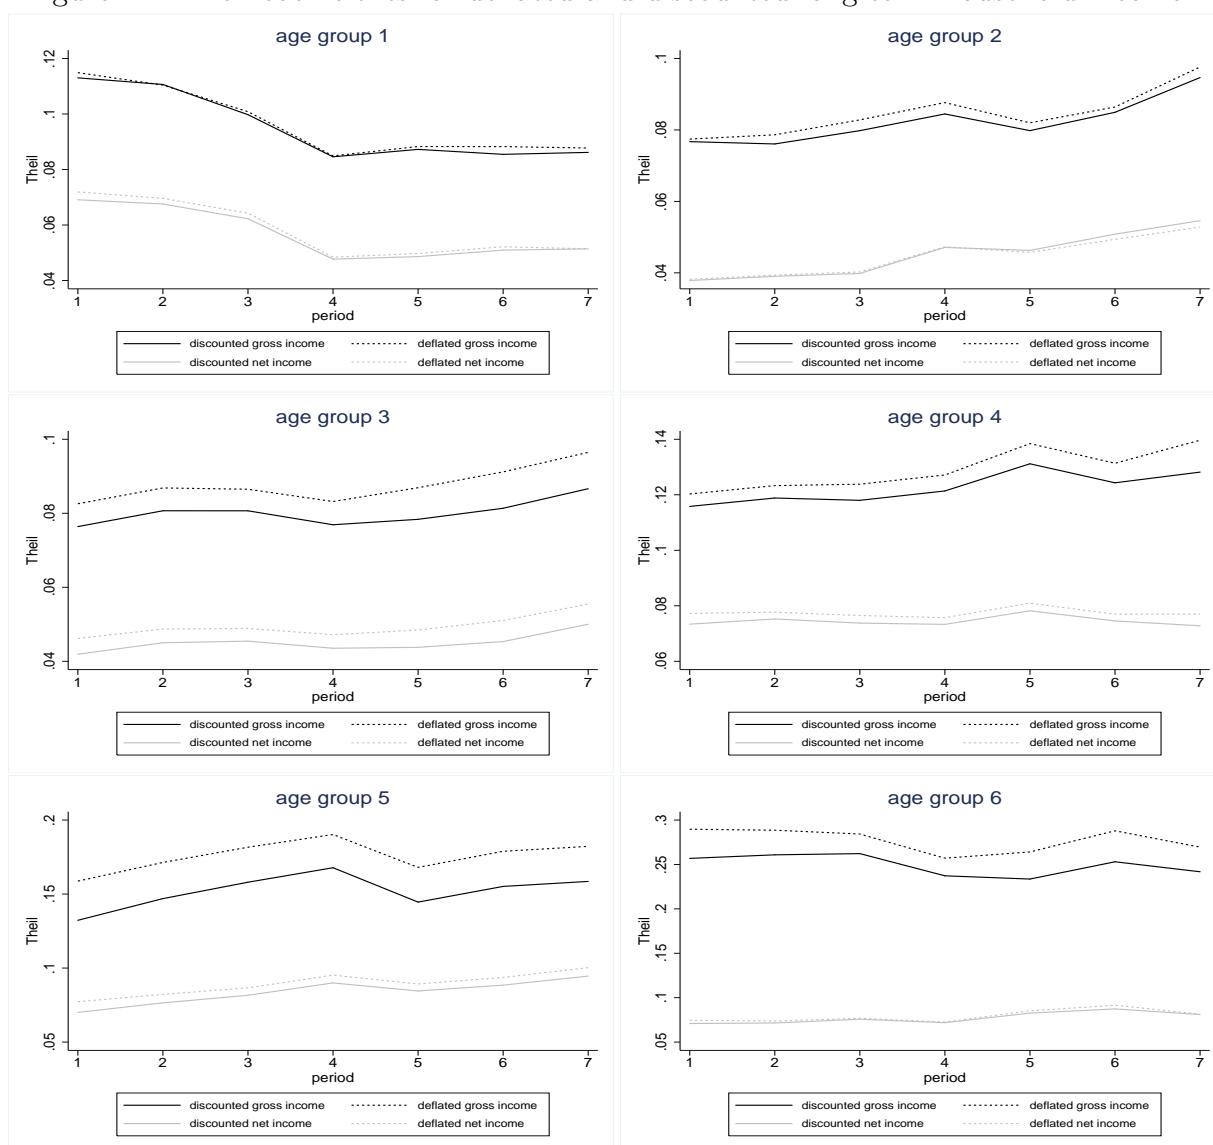 age group 1
Theil
.04 .06 .08 .1 .12
1 2 3 4 5 6 7
period
discounted gross income deflated gross income
discounted net income deflated net income
age group 2
Theil
.04 .06 .08 .1
1 2 3 4 5 6 7
period
discounted gross income deflated gross income
discounted net income deflated net income
age group 3
Theil
.04 .06 .08 .1
1 2 3 4 5 6 7
period
discounted gross income deflated gross income
discounted net income deflated net income
age group 4
Theil
.06 .08 .1 .12 .14
1 2 3 4 5 6 7
period
discounted gross income deflated gross income
discounted net income deflated net income
age group 5
Theil
.05 .1 .15 .2
1 2 3 4 5 6 7
period
discounted gross income deflated gross income
discounted net income deflated net income
age group 6
Theil
.05 .1 .15 .2 .25 .3
1 2 3 4 5 6 7
period
discounted gross income deflated gross income
discounted net income deflated net income